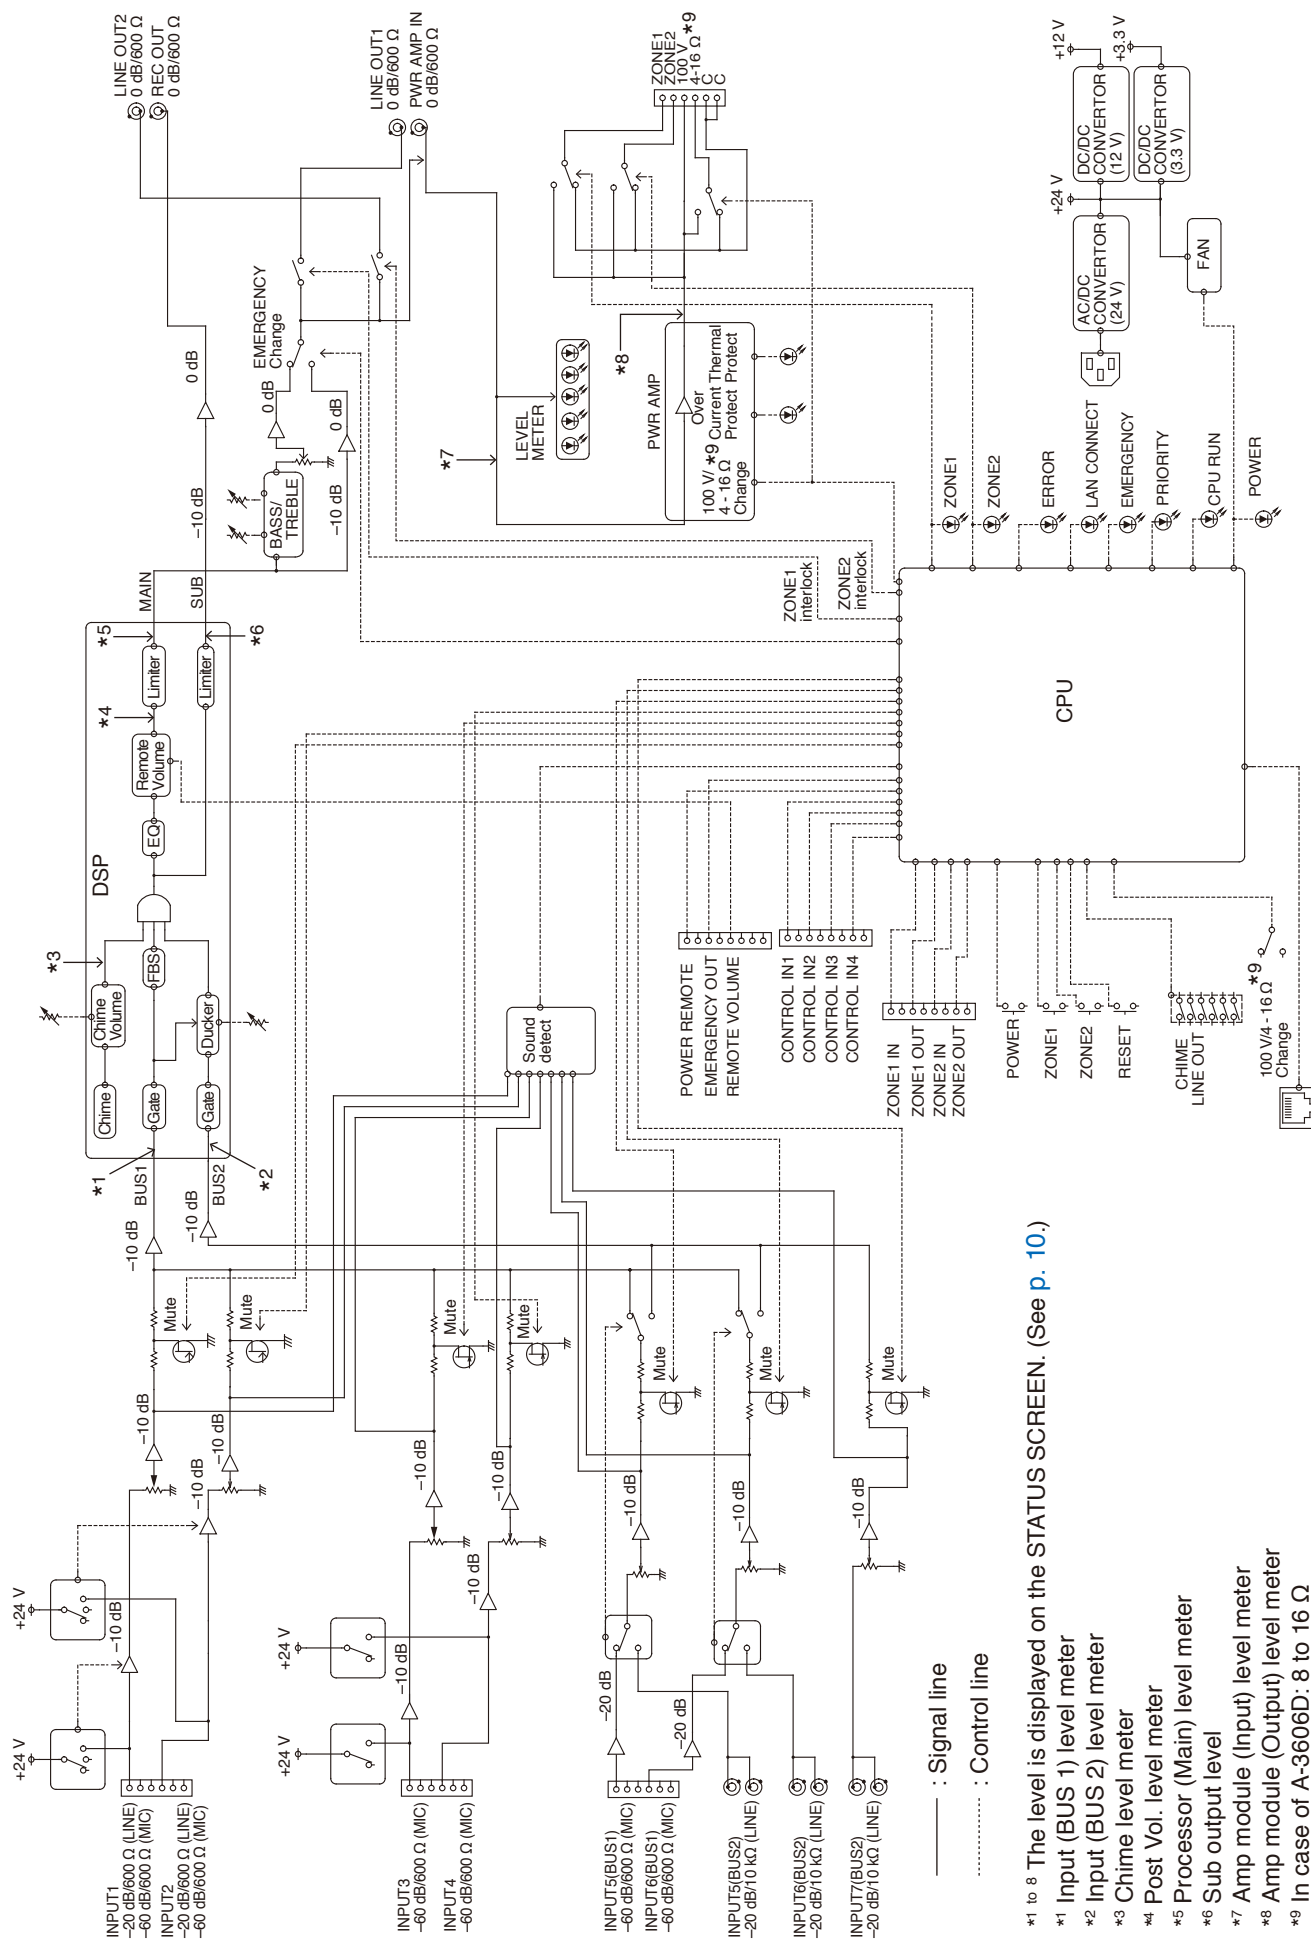 LINE OUT2
0 dB/600 Ω
REC OUT
0 dB/600 Ω
LINE OUT1
0 dB/600 Ω
PWR AMP IN
0 dB/600 Ω
ZONE1
ZONE2
100 V
4-16 Ω *9
C
C
+12 V
+3.3 V
+24 V
DC/DC
CONVERTOR
(12 V)
DC/DC
CONVERTOR
(3.3 V)
AC/DC
CONVERTOR
(24 V)
FAN
EMERGENCY
Change
0 dB
0 dB
0 dB
–10 dB
–10 dB
BASS/
TREBLE
MAIN
SUB
*7
LEVEL
METER
*8
PWR AMP
100 V/ *9
4 - 16 Ω
Change
Over
Current
Protect
Thermal
Protect
ZONE1
ZONE2
ERROR
LAN CONNECT
EMERGENCY
PRIORITY
CPU RUN
POWER
ZONE1
interlock
ZONE2
interlock
CPU
DSP
*5
*6
Limiter
Limiter
*4
Remote
Volume
EQ
*3
FBS
Chime
Volume
Ducker
Chime
Gate
Gate
*1
BUS1
*2
BUS2
–10 dB
–10 dB
Sound
detect
POWER REMOTE
EMERGENCY OUT
REMOTE VOLUME
CONTROL IN1
CONTROL IN2
CONTROL IN3
CONTROL IN4
ZONE1 IN
ZONE1 OUT
ZONE2 IN
ZONE2 OUT
POWER
ZONE1
ZONE2
RESET
CHIME
LINE OUT
*9
100 V/4 - 16 Ω
Change
Mute
Mute
Mute
Mute
Mute
Mute
Mute
–10 dB
–10 dB
–10 dB
–10 dB
–10 dB
–10 dB
–10 dB
+24 V
+24 V
–10 dB
+24 V
+24 V
–10 dB
–10 dB
–20 dB
–20 dB
INPUT1
–20 dB/600 Ω (LINE)
–60 dB/600 Ω (MIC)
INPUT2
–20 dB/600 Ω (LINE)
–60 dB/600 Ω (MIC)
INPUT3
–60 dB/600 Ω (MIC)
INPUT4
–60 dB/600 Ω (MIC)
INPUT5(BUS1)
–60 dB/600 Ω (MIC)
INPUT6(BUS1)
–60 dB/600 Ω (MIC)
INPUT5(BUS2)
–20 dB/10 kΩ (LINE)
INPUT6(BUS2)
–20 dB/10 kΩ (LINE)
INPUT7(BUS2)
–20 dB/10 kΩ (LINE)
: Signal line
: Control line
*1 to 8 The level is displayed on the STATUS SCREEN. (See p. 10.)
*1 Input (BUS 1) level meter
*2 Input (BUS 2) level meter
*3 Chime level meter
*4 Post Vol. level meter
*5 Processor (Main) level meter
*6 Sub output level
*7 Amp module (Input) level meter
*8 Amp module (Output) level meter
*9 In case of A-3606D: 8 to 16 Ω